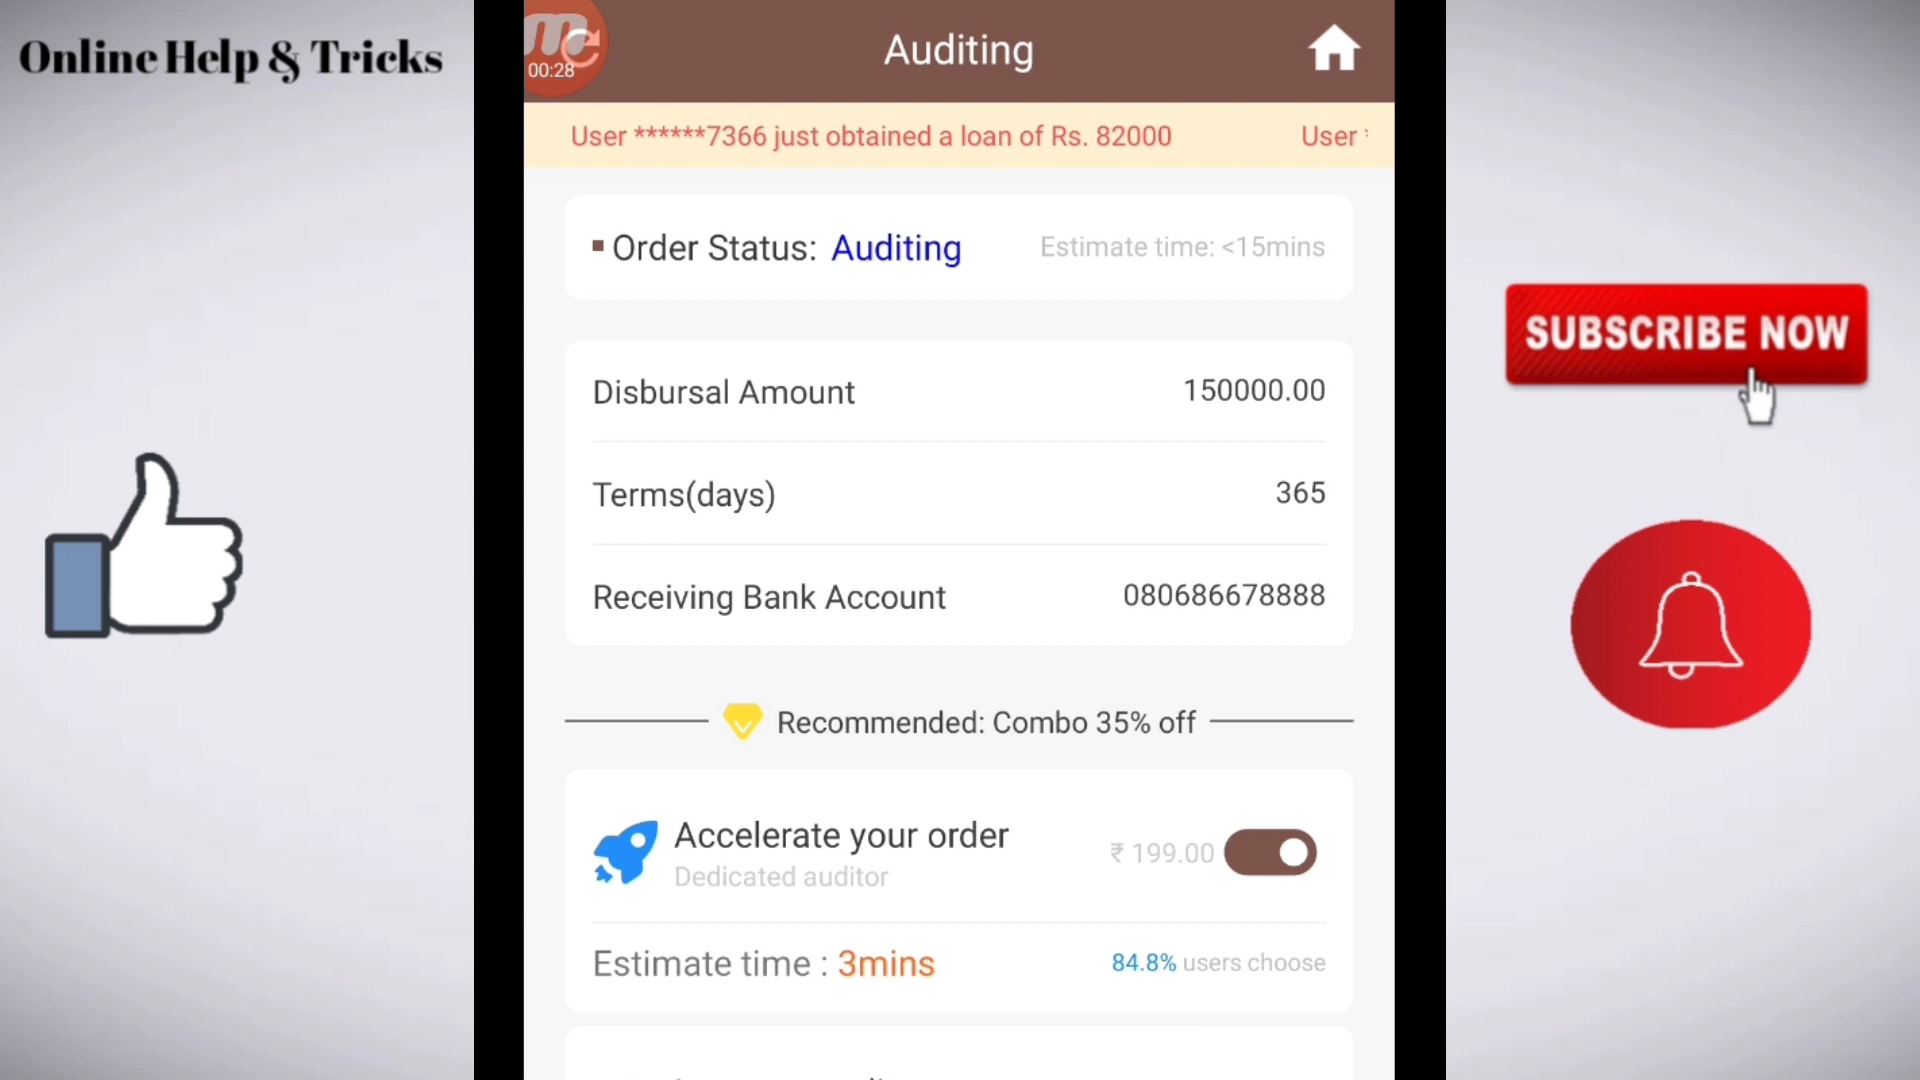 Online Help & Tricks
00:28
Auditing
User ******7366 just obtained a loan of Rs. 82000 User
Order Status: Auditing Estimate time: <15mins
Disbursal Amount 150000.00
Terms(days) 365
Receiving Bank Account 080686678888
Recommended: Combo 35% off
Accelerate your order
Dedicated auditor
₹ 199.00
Estimate time : 3mins 84.8% users choose
SUBSCRIBE NOW